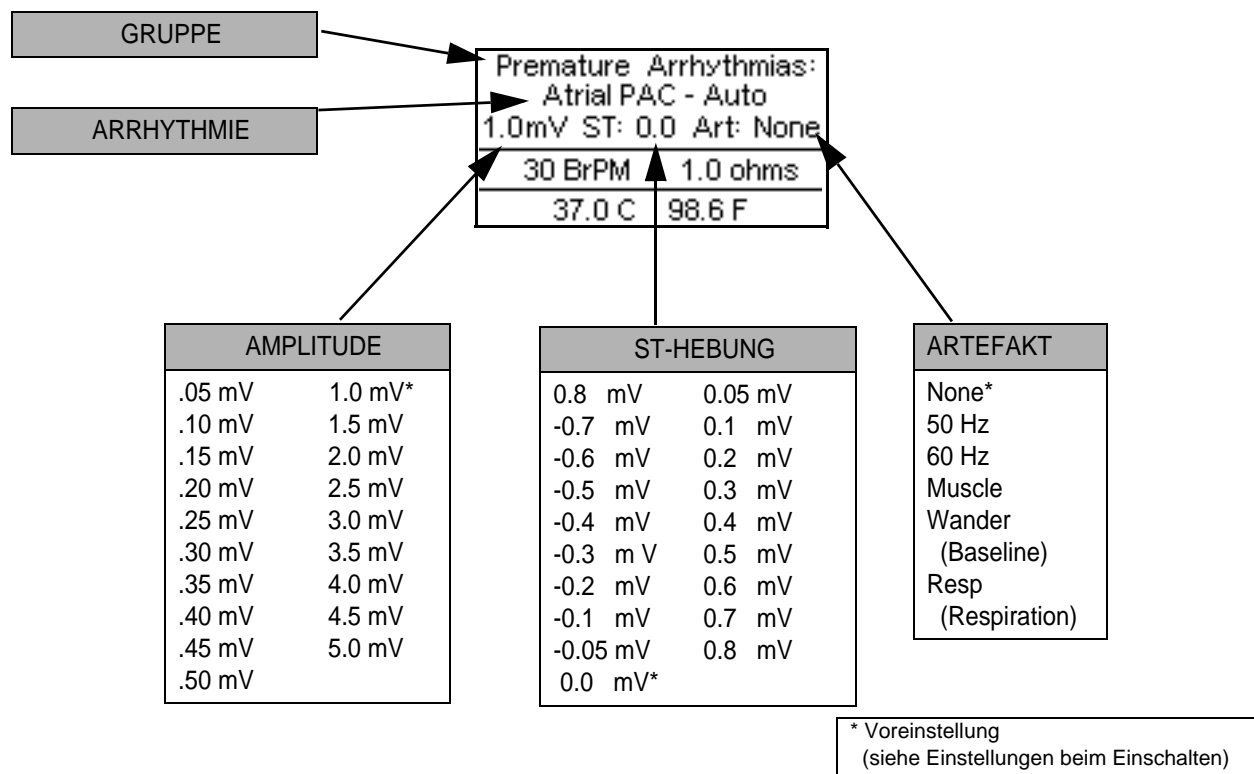 GRUPPE
Premature Arrhythmias:
Atrial PAC - Auto
ARRHYTHMIE
1.0mV ST: 0.0 Art: None
30 BrPM 1.0 ohms
37.0 C 98.6 F
AMPLITUDE
.05 mV 1.0 mV*
.10 mV 1.5 mV
.15 mV 2.0 mV
.20 mV 2.5 mV
.25 mV 3.0 mV
.30 mV 3.5 mV
.35 mV 4.0 mV
.40 mV 4.5 mV
.45 mV 5.0 mV
.50 mV
ST-HEBUNG
0.8 mV 0.05 mV
-0.7 mV 0.1 mV
-0.6 mV 0.2 mV
-0.5 mV 0.3 mV
-0.4 mV 0.4 mV
-0.3 m V 0.5 mV
-0.2 mV 0.6 mV
-0.1 mV 0.7 mV
-0.05 mV 0.8 mV
0.0 mV*
ARTEFAKT
None*
50 Hz
60 Hz
Muscle
Wander
(Baseline)
Resp
(Respiration)
* Voreinstellung
(siehe Einstellungen beim Einschalten)